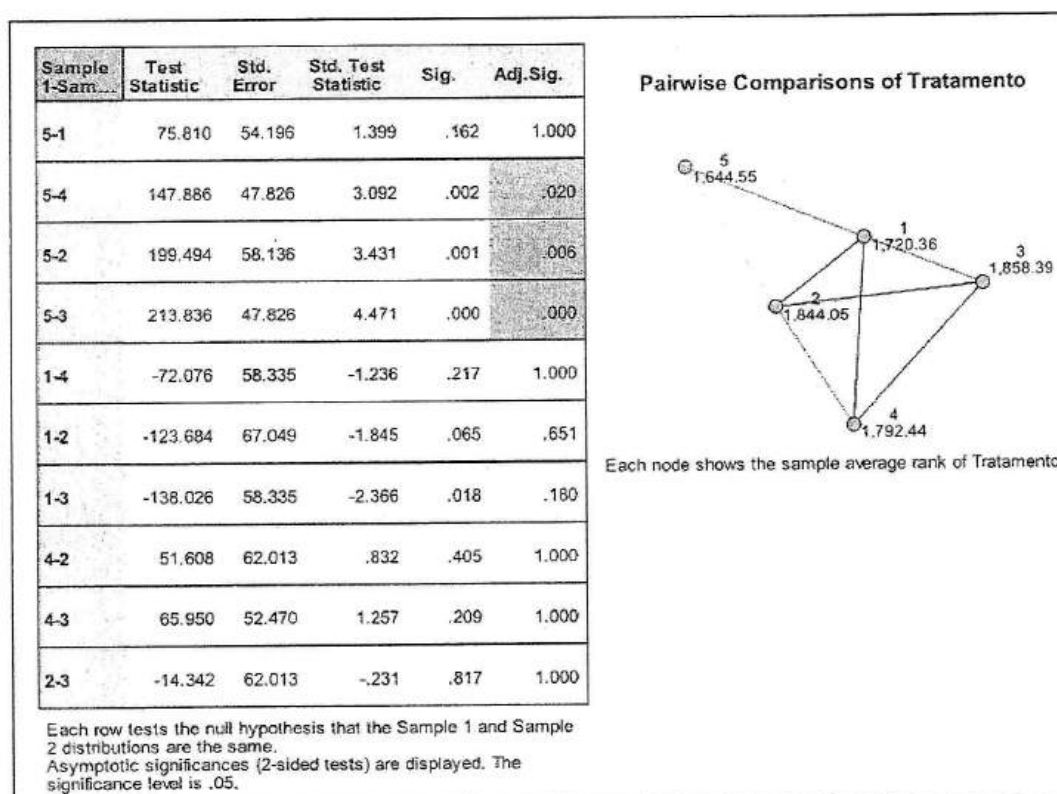 Sample 1-Sam... Test Statistic Std. Error Std. Test Statistic Sig. Adj.Sig.
5-1 75.810 54.196 1.399 .162 1.000
5-4 147.886 47.826 3.092 .002 .020
5-2 199.494 58.136 3.431 .001 .006
5-3 213.836 47.826 4.471 .000 .000
1-4 -72.076 58.335 -1.236 .217 1.000
1-2 -123.684 67.049 -1.845 .065 .651
1-3 -138.026 58.335 -2.366 .018 .180
4-2 51.608 62.013 .832 .405 1.000
4-3 65.950 52.470 1.257 .209 1.000
2-3 -14.342 62.013 -.231 .817 1.000
Each row tests the null hypothesis that the Sample 1 and Sample
2 distributions are the same.
Asymptotic significances (2-sided tests) are displayed. The
significance level is .05.
Pairwise Comparisons of Tratamento
5
1,644.55
1
1,720.36
3
1,858.39
2
1,844.05
4
1,792.44
Each node shows the sample average rank of Tratamento